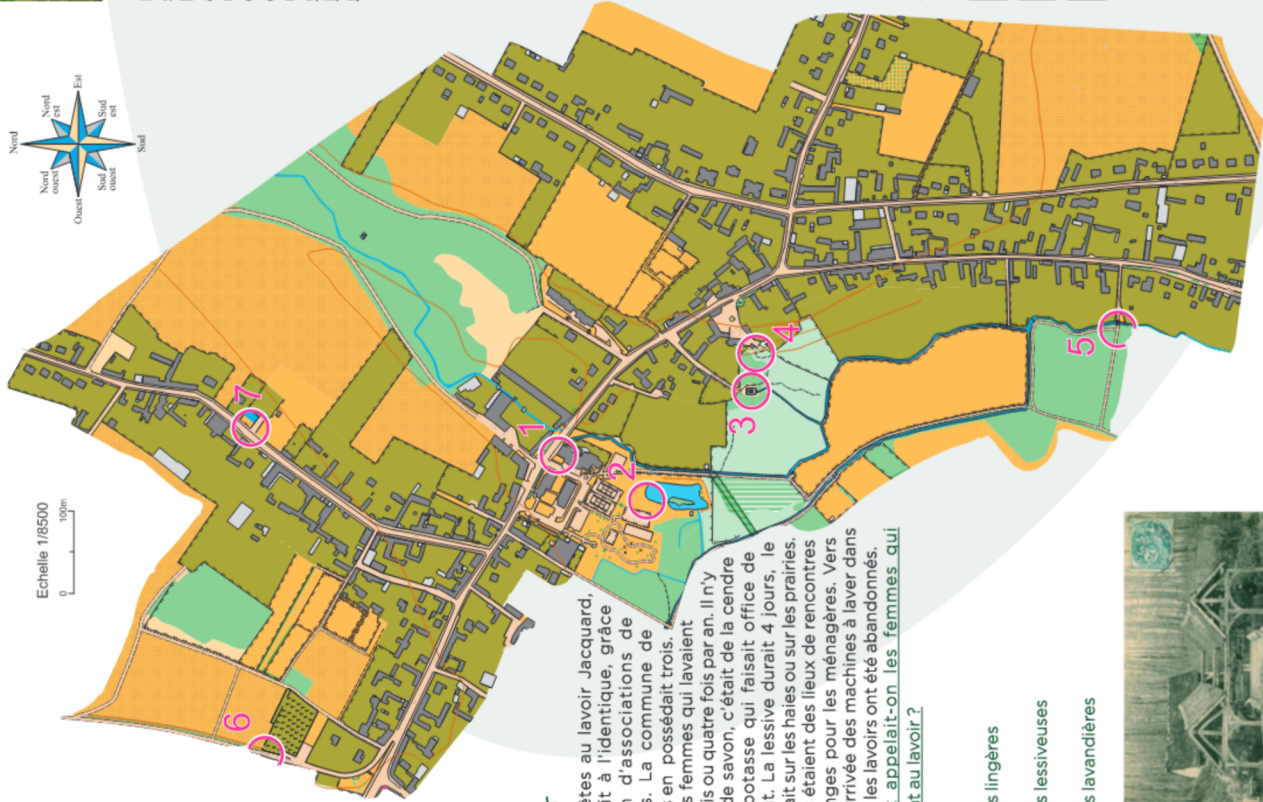 Nord
Nord
ouest
Nord
est
Ouest
Est
Sud
ouest
Sud
est
Sud
Echelle 1/8500
0 100m
7
1
2
3
4
5
6
êtes au lavoir Jacquard,
it à l'identique, grâce
d'associations de
La commune de
en possédait trois.
femmes qui lavaient
ou quatre fois par an. Il n'y
de savon, c'était de la cendre
potasse qui faisait office de
La lessive durait 4 jours, le
sur les haies ou sur les prairies.
étaient des lieux de rencontres
pour les ménagères. Vers
des machines à laver dans
les lavoirs ont été abandonnés.
appelait-on les femmes qui
au lavoir ?
lingères
lessiveuses
lavandières